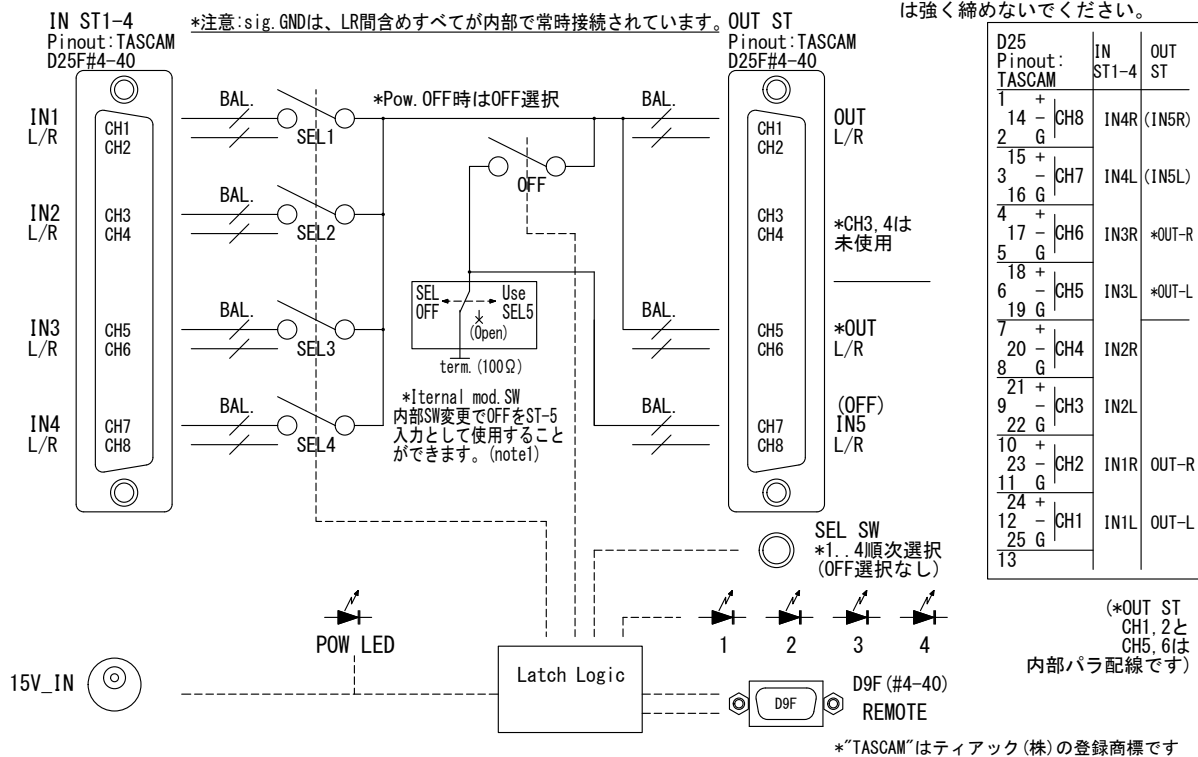 IN ST1-4
Pinout:TASCAM
D25F#4-40
*注意:sig.GNDは、LR間含めすべてが内部で常時接続されています。
OUT ST
Pinout:TASCAM
D25F#4-40
は強く締めないでください。
IN1
L/R
CH1
CH2
BAL.
SEL1
*Pow.OFF時はOFF選択
OFF
BAL.
CH1
CH2
OUT
L/R
IN2
L/R
CH3
CH4
BAL.
SEL2
CH3
CH4
*CH3,4は
未使用
SEL
OFF
Use
SEL5
(Open)
term.(100Ω)
IN3
L/R
CH5
CH6
BAL.
SEL3
BAL.
CH5
CH6
*OUT
L/R
*Iternal mod.SW
内部SW変更でOFFをST-5
入力として使用すること
ができます。(note1)
IN4
L/R
CH7
CH8
BAL.
SEL4
BAL.
CH7
CH8
(OFF)
IN5
L/R
SEL SW
*1..4順次選択
(OFF選択なし)
POW LED
1 2 3 4
15V_IN
Latch Logic
D9F
D9F(#4-40)
REMOTE
*"TASCAM"はティアック(株)の登録商標です
D25
Pinout:
TASCAM
IN
ST1-4
OUT
ST
1 +
14 - CH8 IN4R (IN5R)
2 G
15 +
3 - CH7 IN4L (IN5L)
16 G
4 +
17 - CH6 IN3R *OUT-R
5 G
18 +
6 - CH5 IN3L *OUT-L
19 G
7 +
20 - CH4 IN2R
8 G
21 +
9 - CH3 IN2L
22 G
10 +
23 - CH2 IN1R OUT-R
11 G
24 +
12 - CH1 IN1L OUT-L
25 G
13
(*OUT ST
CH1,2と
CH5,6は
内部パラ配線です)